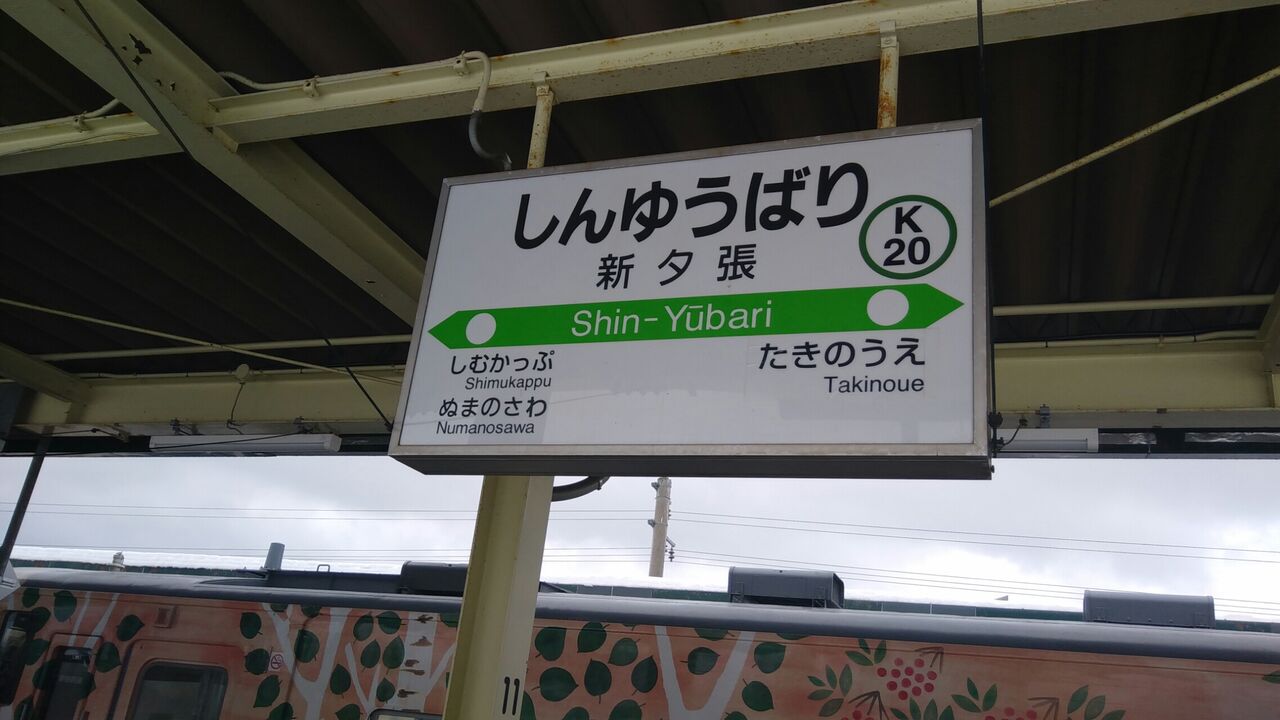 しんゆうばり
K
20
新夕張
Shin-Yūbari
しむかっぷ
Shimukappu
ぬまのさわ
Numanosawa
たきのうえ
Takinoue
11